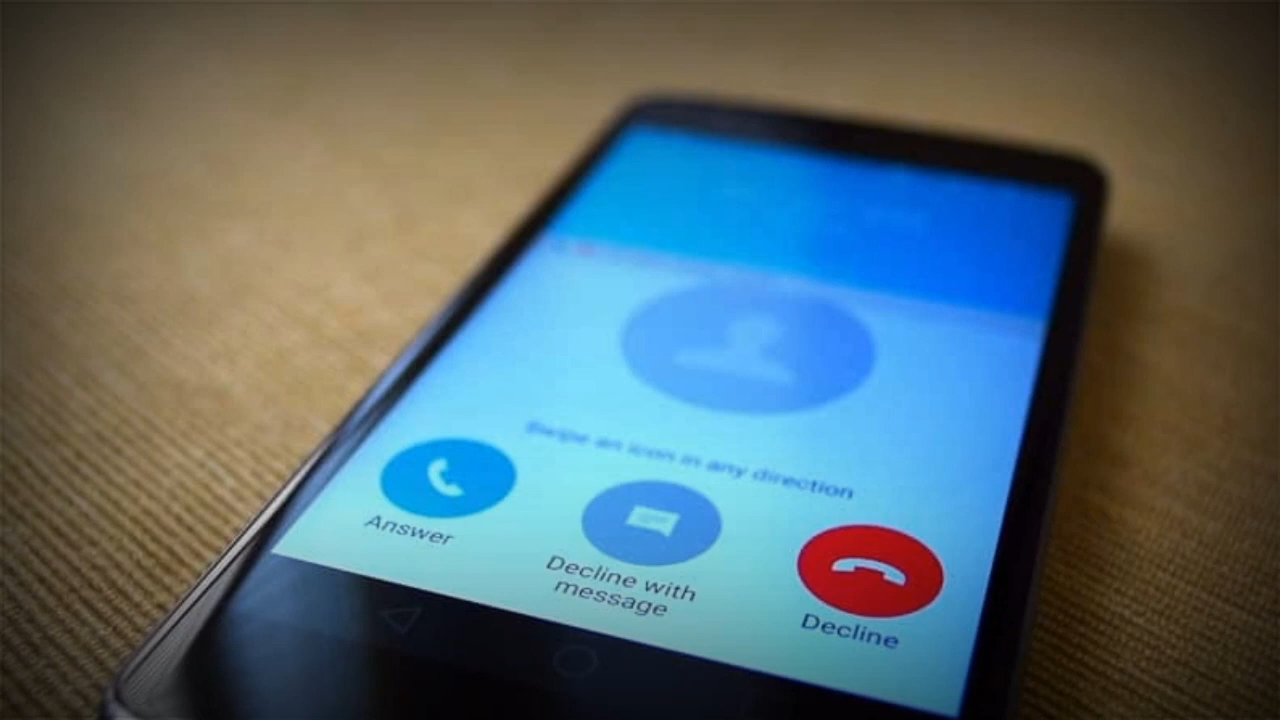 Swipe an icon in any direction
Answer
Decline with
message
Decline